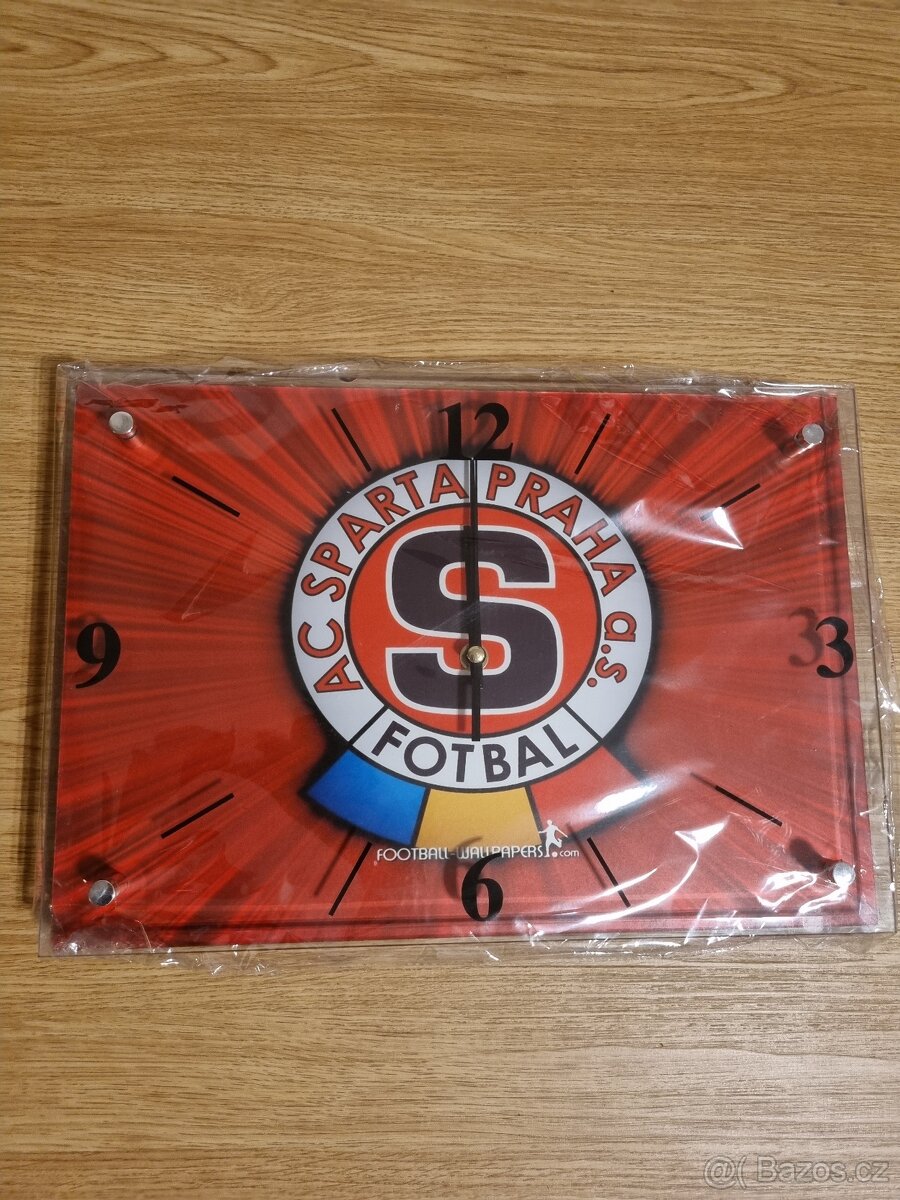 12
AC SPARTA PRAHA a.s.
S
9
3
FOTBAL
FOOTBALL-WALLPAPERS.com
6
@( Bazos.cz